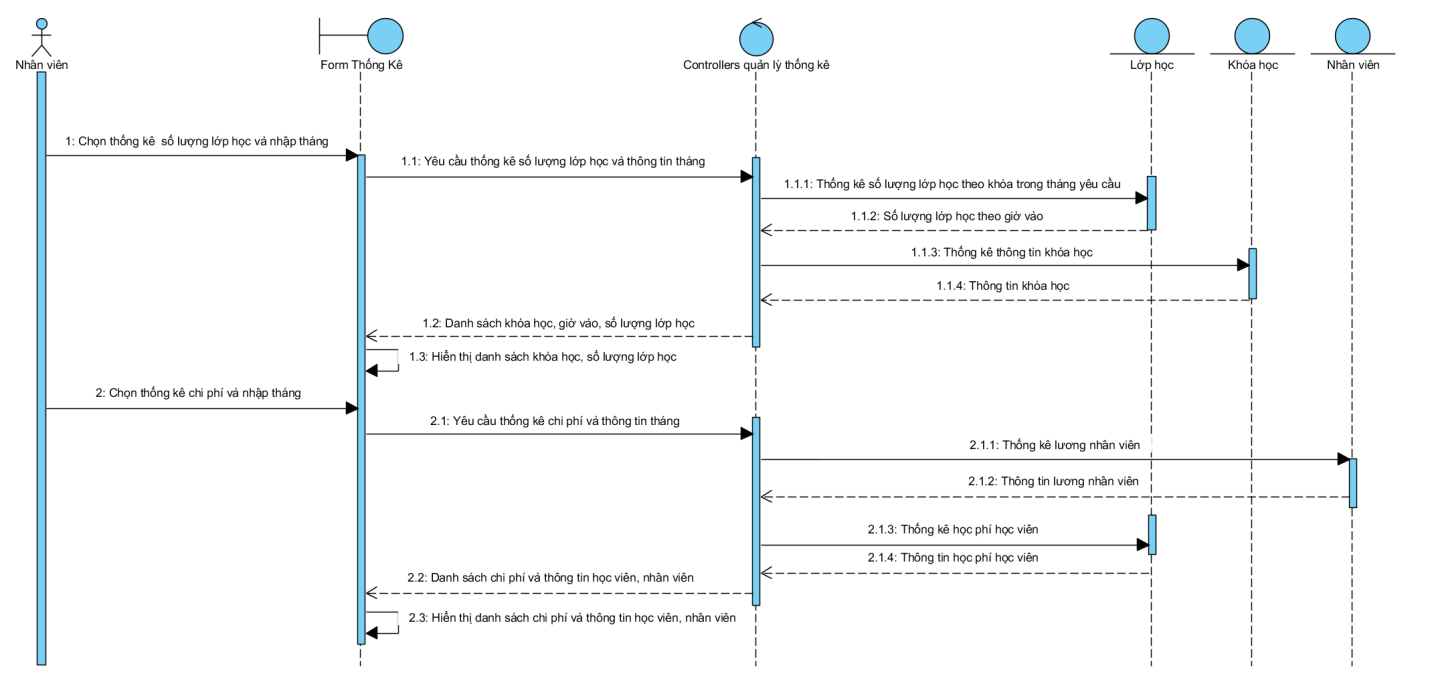 Nhân viên
Form Thống Kê
Controllers quản lý thống kê
Lớp học
Khóa học
Nhân viên
1: Chọn thống kê số lượng lớp học và nhập tháng
1.1: Yêu cầu thống kê số lượng lớp học và thông tin tháng
1.1.1: Thống kê số lượng lớp học theo khóa trong tháng yêu cầu
1.1.2: Số lượng lớp học theo giờ vào
1.1.3: Thống kê thông tin khóa học
1.1.4: Thông tin khóa học
1.2: Danh sách khóa học, giờ vào, số lượng lớp học
1.3: Hiển thị danh sách khóa học, số lượng lớp học
2: Chọn thống kê chi phí và nhập tháng
2.1: Yêu cầu thống kê chi phí và thông tin tháng
2.1.1: Thống kê lương nhân viên
2.1.2: Thông tin lương nhân viên
2.1.3: Thống kê học phí học viên
2.1.4: Thông tin học phí học viên
2.2: Danh sách chi phí và thông tin học viên, nhân viên
2.3: Hiển thị danh sách chi phí và thông tin học viên, nhân viên